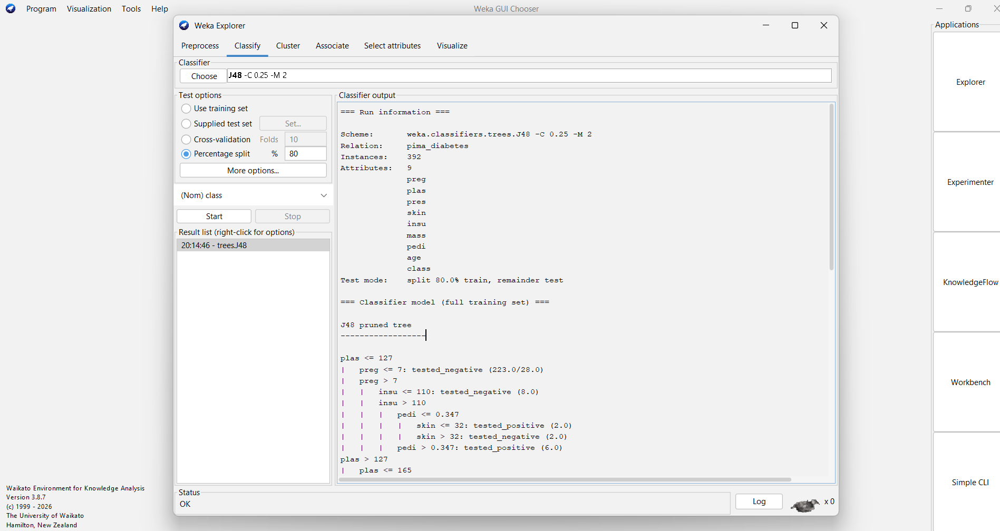 Program Visualization Tools Help Weka GUI Chooser
Weka Explorer
Preprocess Classify Cluster Associate Select attributes Visualize
Classifier
Choose J48 -C 0.25 -M 2
Test options
Use training set
Supplied test set Set...
Cross-validation Folds 10
Percentage split % 80
More options...
(Nom) class
Start Stop
Result list (right-click for options)
20:14:46 - trees.J48
Classifier output
=== Run information ===
Scheme: weka.classifiers.trees.J48 -C 0.25 -M 2
Relation: pima_diabetes
Instances: 392
Attributes: 9
preg
plas
pres
skin
insu
mass
pedi
age
class
Test mode: split 80.0% train, remainder test
=== Classifier model (full training set) ===
J48 pruned tree
------------------
plas <= 127
| preg <= 7: tested_negative (223.0/28.0)
| preg > 7
| | insu <= 110: tested_negative (8.0)
| | insu > 110
| | | pedi <= 0.347
| | | | skin <= 32: tested_positive (2.0)
| | | | skin > 32: tested_negative (2.0)
| | | pedi > 0.347: tested_positive (6.0)
plas > 127
| plas <= 165
Status
OK
Log x 0
Applications
Explorer
Experimenter
KnowledgeFlow
Workbench
Simple CLI
Waikato Environment for Knowledge Analysis
Version 3.8.7
(c) 1999 - 2026
The University of Waikato
Hamilton, New Zealand